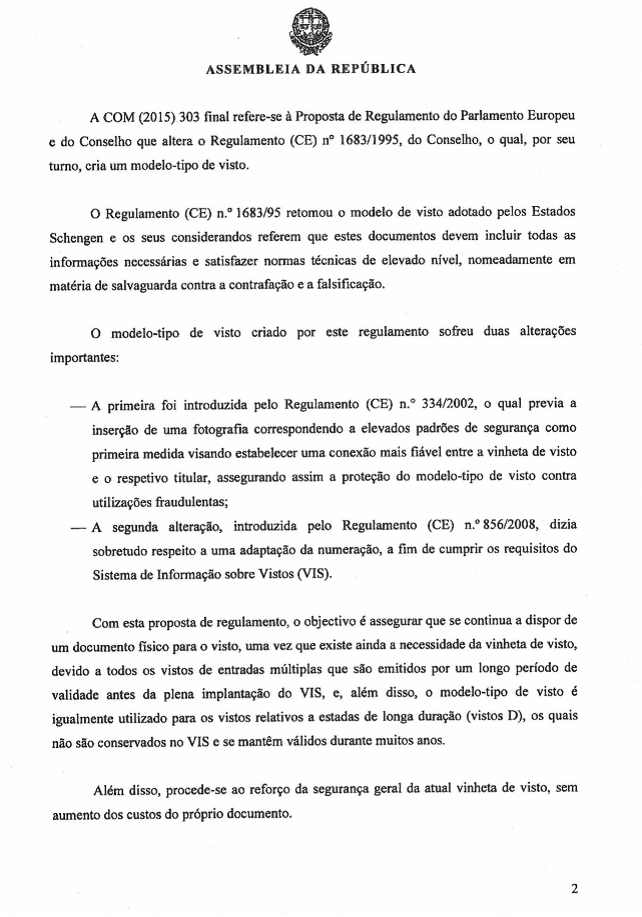 ASSEMBLEIA DA REPÚBLICA
A COM (2015) 303 final refere-se à Proposta de Regulamento do Parlamento Europeu
e do Conselho que altera o Regulamento (CE) nº 1683/1995, do Conselho, o qual, por seu
turno, cria um modelo-tipo de visto.
O Regulamento (CE) n.º 1683/95 retomou o modelo de visto adotado pelos Estados
Schengen e os seus considerandos referem que estes documentos devem incluir todas as
informações necessárias e satisfazer normas técnicas de elevado nível, nomeadamente em
matéria de salvaguarda contra a contrafação e a falsificação.
O modelo-tipo de visto criado por este regulamento sofreu duas alterações
importantes:
— A primeira foi introduzida pelo Regulamento (CE) n.º 334/2002, o qual previa a
inserção de uma fotografia correspondendo a elevados padrões de segurança como
primeira medida visando estabelecer uma conexão mais fiável entre a vinheta de visto
e o respetivo titular, assegurando assim a proteção do modelo-tipo de visto contra
utilizações fraudulentas;
— A segunda alteração, introduzida pelo Regulamento (CE) n.º 856/2008, dizia
sobretudo respeito a uma adaptação da numeração, a fim de cumprir os requisitos do
Sistema de Informação sobre Vistos (VIS).
Com esta proposta de regulamento, o objectivo é assegurar que se continua a dispor de
um documento físico para o visto, uma vez que existe ainda a necessidade da vinheta de visto,
devido a todos os vistos de entradas múltiplas que são emitidos por um longo período de
validade antes da plena implantação do VIS, e, além disso, o modelo-tipo de visto é
igualmente utilizado para os vistos relativos a estadas de longa duração (vistos D), os quais
não são conservados no VIS e se mantêm válidos durante muitos anos.
Além disso, procede-se ao reforço da segurança geral da atual vinheta de visto, sem
aumento dos custos do próprio documento.
2